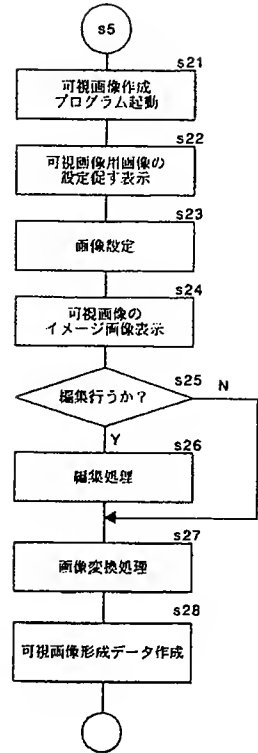 s5
s21
可視画像作成
プログラム起動
s22
可視画像用画像の
設定促す表示
s23
画像設定
s24
可視画像の
イメージ画像表示
s25
編集行うか？
N
Y
s26
編集処理
s27
画像変換処理
s28
可視画像形成データ作成